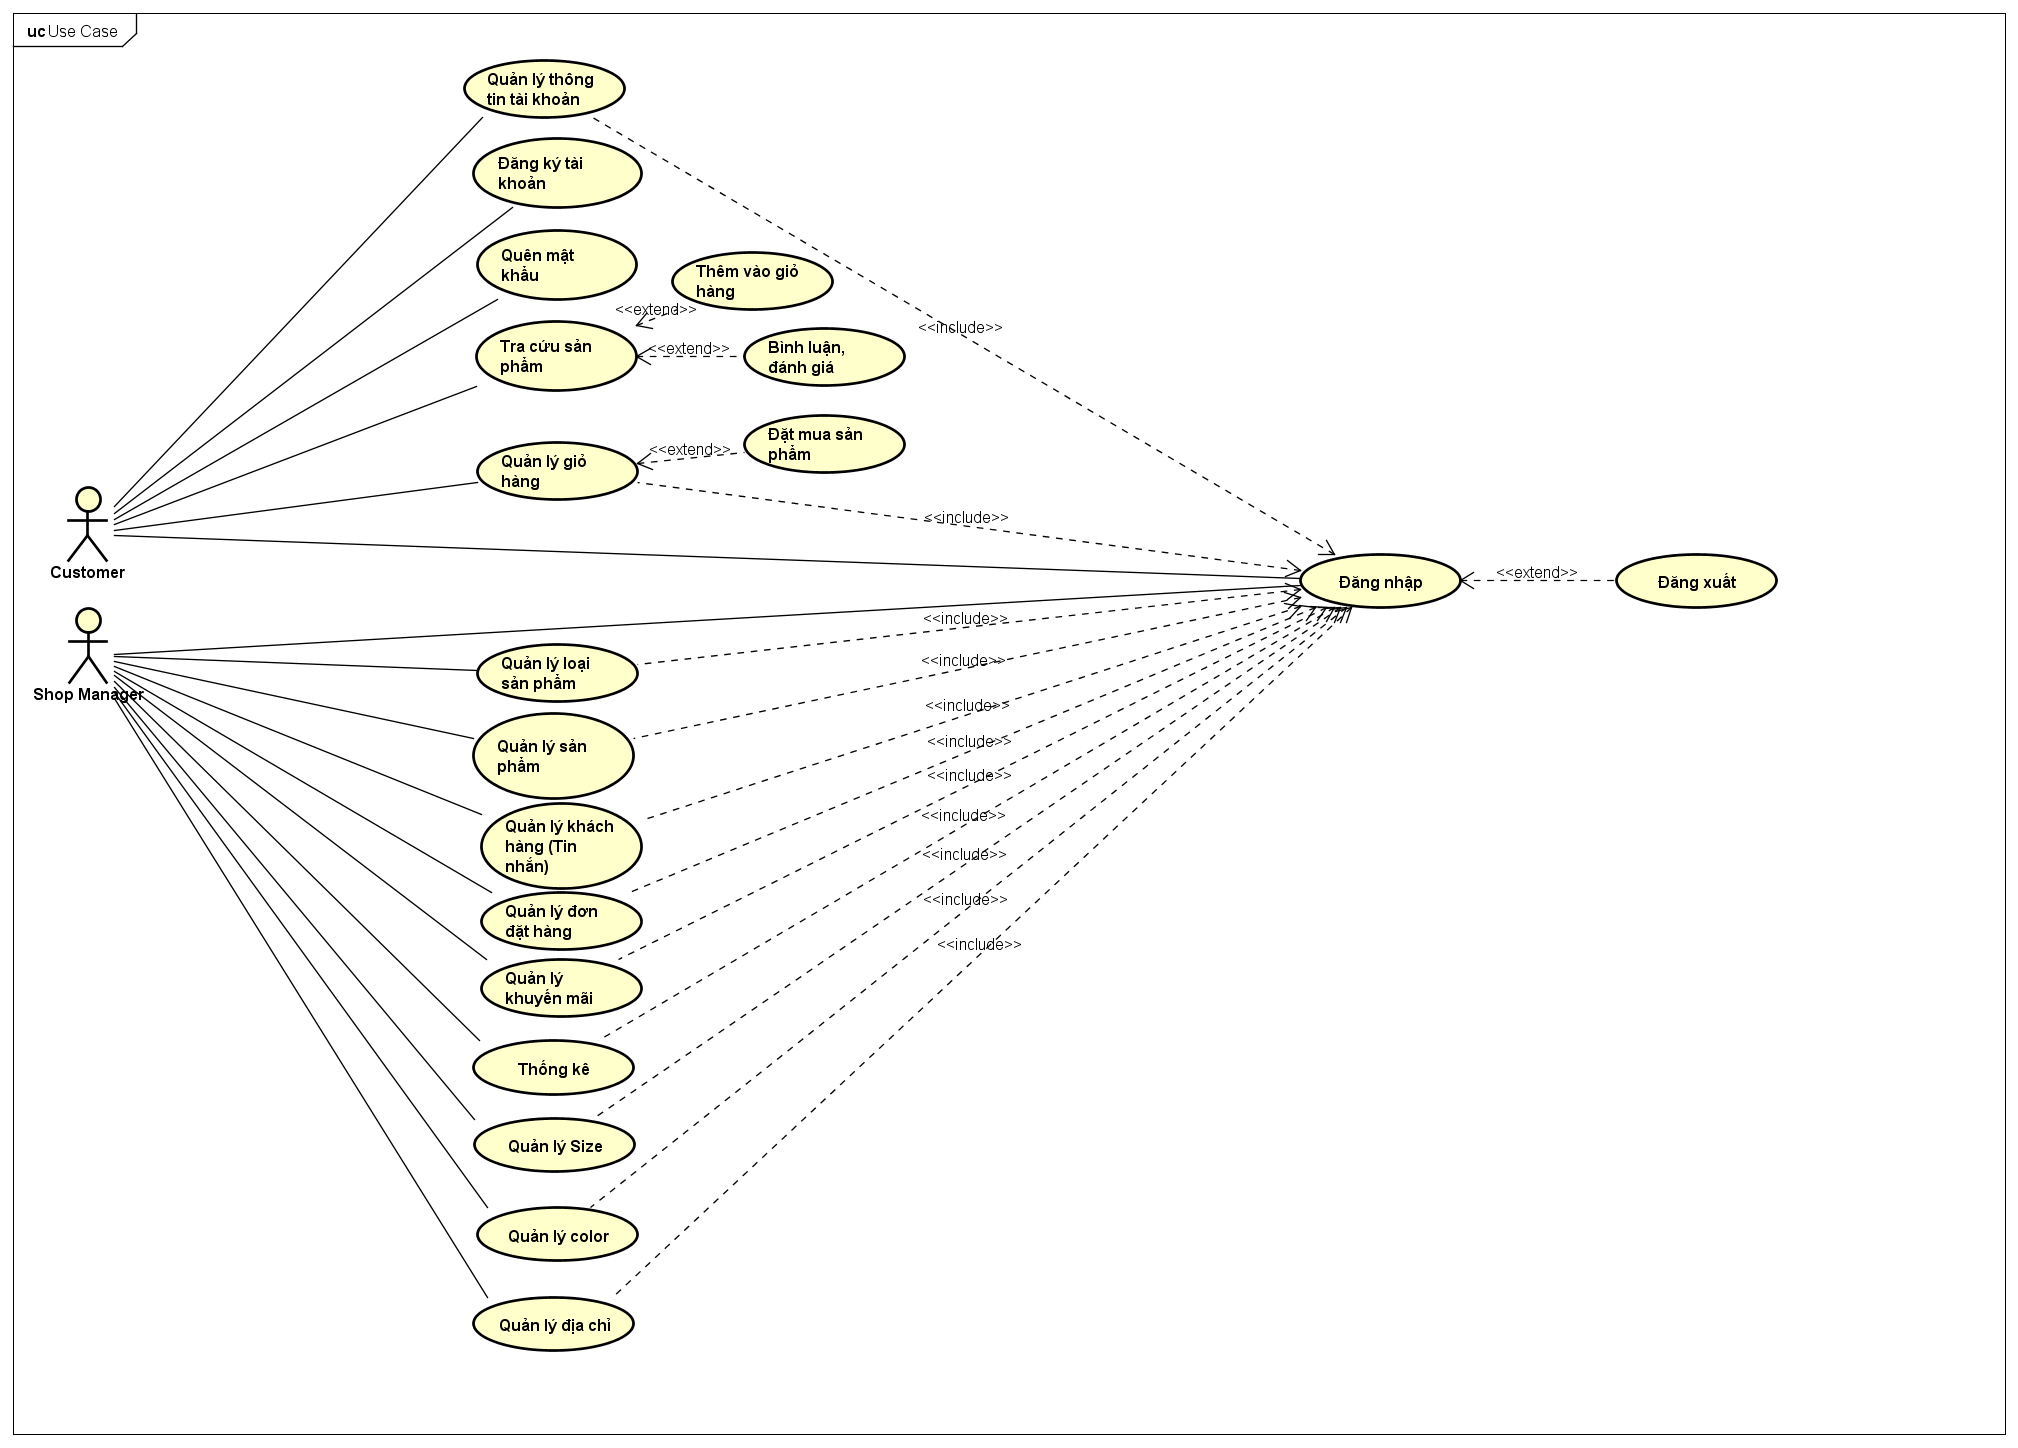 uc Use Case
Quản lý thông
tin tài khoản
Đăng ký tài
khoản
Quên mật
khẩu
Thêm vào giỏ
hàng
<<extend>>
<<include>>
Tra cứu sản
phẩm
<<extend>>
Bình luận,
đánh giá
Đặt mua sản
phẩm
<<extend>>
Quản lý giỏ
hàng
<<include>>
Customer
Đăng nhập
<<extend>>
Đăng xuất
<<include>>
Quản lý loại
sản phẩm
<<include>>
Shop Manager
<<include>>
Quản lý sản
phẩm
<<include>>
<<include>>
Quản lý khách
hàng (Tin
nhắn)
<<include>>
<<include>>
Quản lý đơn
đặt hàng
<<include>>
<<include>>
Quản lý
khuyến mãi
Thống kê
Quản lý Size
Quản lý color
Quản lý địa chỉ